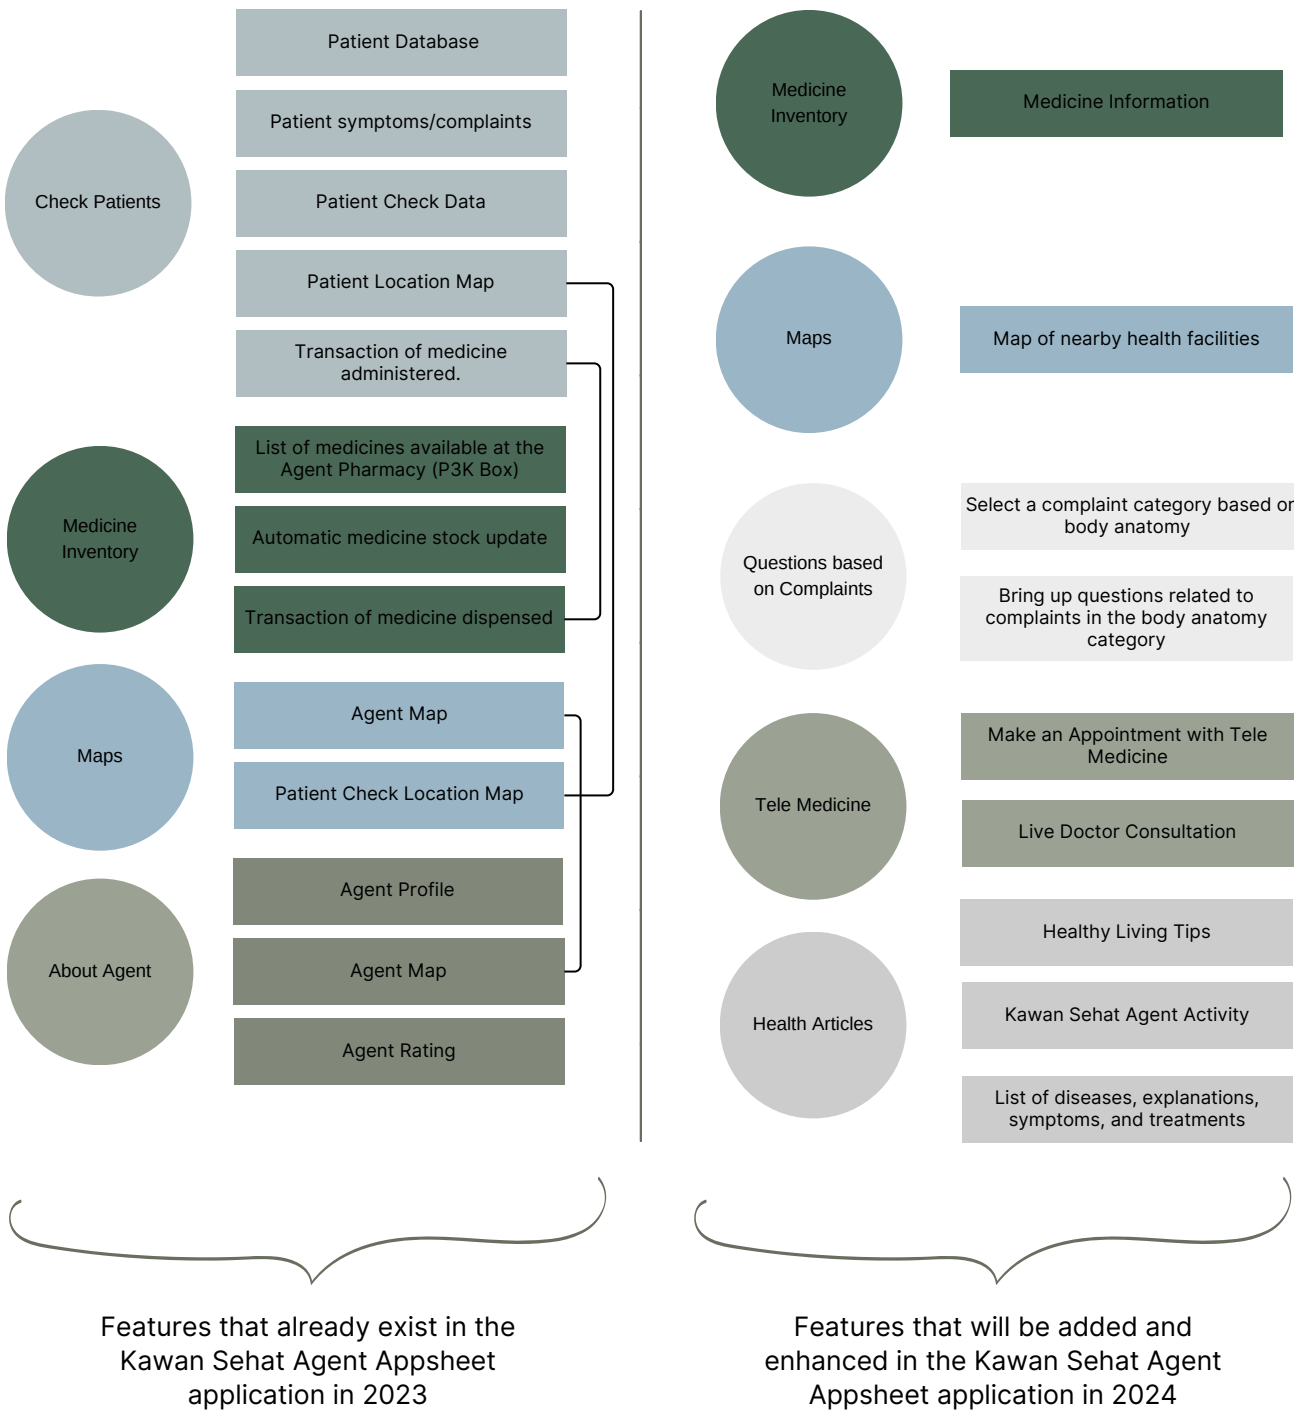 Check Patients
Patient Database
Patient symptoms/complaints
Patient Check Data
Patient Location Map
Transaction of medicine
administered.
Medicine
Inventory
List of medicines available at the
Agent Pharmacy (P3K Box)
Automatic medicine stock update
Transaction of medicine dispensed
Maps
Agent Map
Patient Check Location Map
About Agent
Agent Profile
Agent Map
Agent Rating
Features that already exist in the
Kawan Sehat Agent Appsheet
application in 2023
Medicine
Inventory
Medicine Information
Maps
Map of nearby health facilities
Questions based
on Complaints
Select a complaint category based on
body anatomy
Bring up questions related to
complaints in the body anatomy
category
Tele Medicine
Make an Appointment with Tele
Medicine
Live Doctor Consultation
Health Articles
Healthy Living Tips
Kawan Sehat Agent Activity
List of diseases, explanations,
symptoms, and treatments
Features that will be added and
enhanced in the Kawan Sehat Agent
Appsheet application in 2024